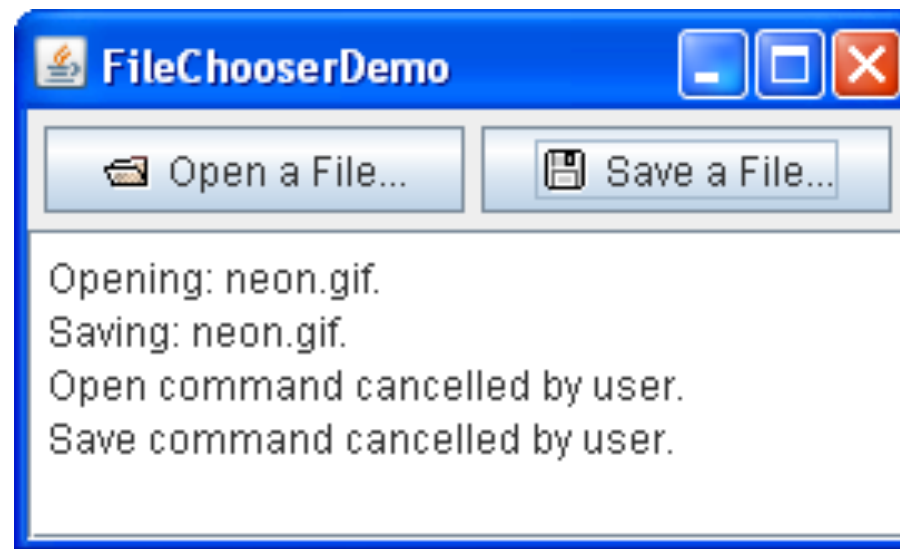 FileChooserDemo
Open a File... Save a File...
Opening: neon.gif.
Saving: neon.gif.
Open command cancelled by user.
Save command cancelled by user.